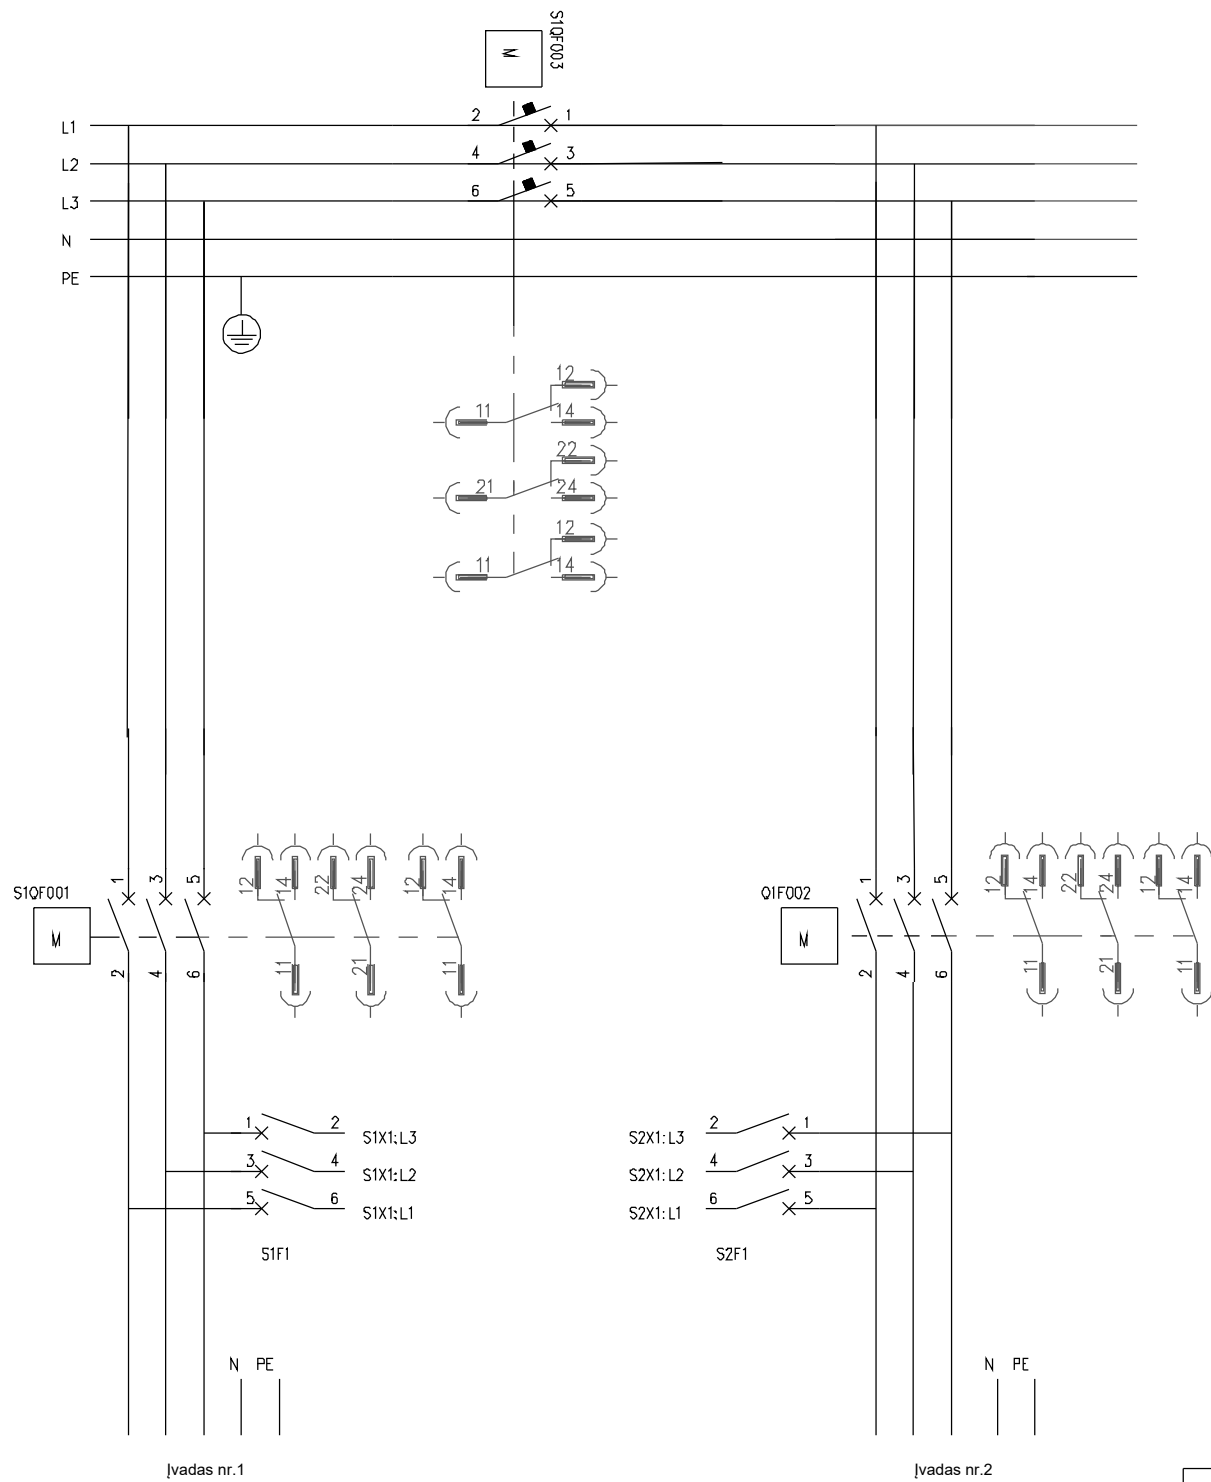 S1QF003
M
L1 2 1
L2 4 3
L3 6 5
N
PE
12
11 14
22
21 24
12
11 14
S1QF001
M
1 3 5
2 4 6
12 14 22 24 12 14
11 21 11
Q1F002
M
1 3 5
2 4 6
12 14 22 24 12 14
11 21 11
1 2 S1X1:L3
3 4 S1X1:L2
5 6 S1X1:L1
S1F1
S2X1:L3 2 1
S2X1:L2 4 3
S2X1:L1 6 5
S2F1
N PE
N PE
Įvadas nr.1
Įvadas nr.2